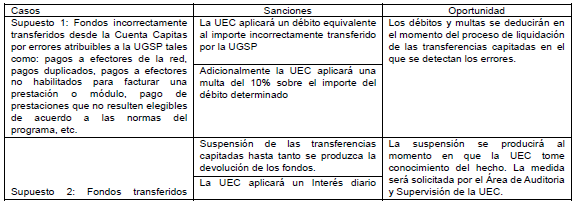 Casos
Sanciones
Oportunidad
Supuesto 1: Fondos incorrectamente
transferidos desde la Cuenta Capitas
por errores atribuibles a la UGSP tales
como: pagos a efectores de la red,
pagos duplicados, pagos a efectores
no habilitados para facturar una
prestación o módulo, pago de
prestaciones que no resulten elegibles
de acuerdo a las normas del
programa, etc.
La UEC aplicará un débito equivalente
al importe incorrectamente transferido
por la UGSP
Adicionalmente la UEC aplicará una
multa del 10% sobre el importe del
débito determinado
Los débitos y multas se deducirán en
el momento del proceso de liquidación
de las transferencias capitadas en el
que se detectan los errores.
Supuesto 2: Fondos transferidos
Suspensión de las transferencias
capitadas hasta tanto se produzca la
devolución de los fondos.
La UEC aplicará un Interés diario
La suspensión se producirá al
momento en que la UEC tome
conocimiento del hecho. La medida
será solicitada por el Área de Auditoria
y Supervisión de la UEC.